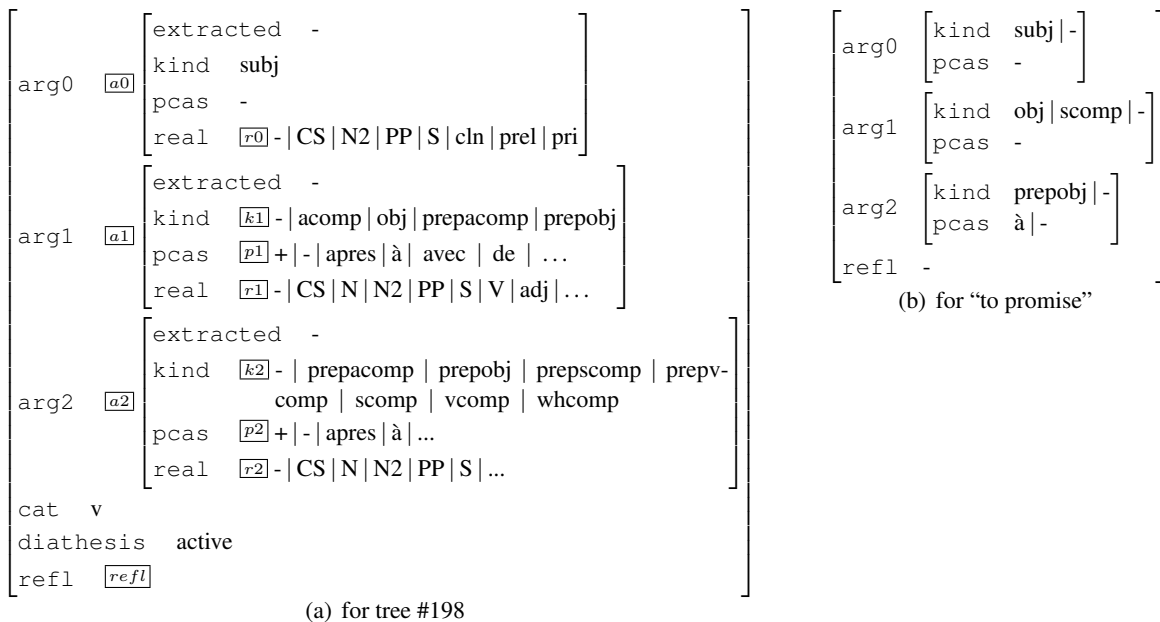 extracted -
kind subj
arg0 a0
pcas -
real r0 - | CS | N2 | PP | S | cln | prel | pri
extracted -
kind k1 - | acomp | obj | prepacomp | prepobj
arg1 a1
pcas p1 + | - | apres | à | avec | de | ...
real r1 - | CS | N | N2 | PP | S | V | adj | ...
extracted -
kind k2 - | prepacomp | prepobj | prepscomp | prepv-
comp | scomp | vcomp | whcomp
arg2 a2
pcas p2 + | - | apres | à | ...
real r2 - | CS | N | N2 | PP | S | ...
cat v
diathesis active
refl refl
(a) for tree #198
arg0 kind subj | -
pcas -
arg1 kind obj | scomp | -
pcas -
arg2 kind prepobj | -
pcas à | -
refl -
(b) for “to promise”